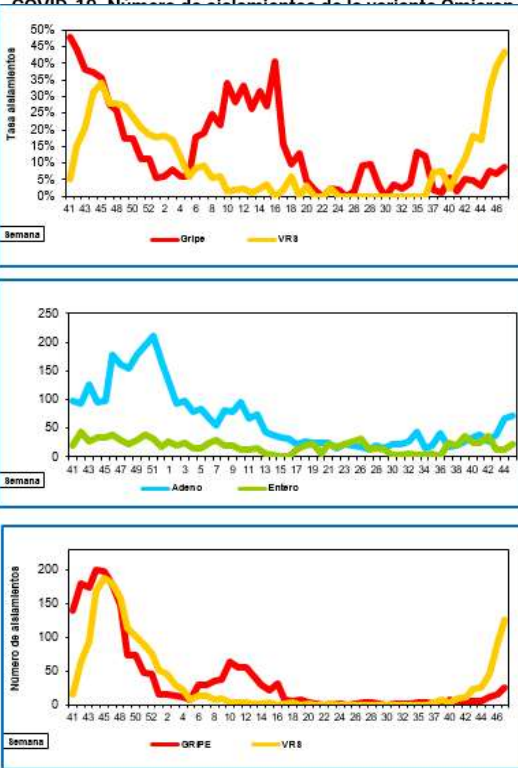 COVID-19. Número de aislamientos de la variante Omicron
Tasa aislamientos
50%
45%
40%
35%
30%
25%
20%
15%
10%
5%
0%
41 43 45 48 50 52 2 4 6 8 10 12 14 16 18 20 22 24 26 28 30 32 35 37 38 40 42 44 46
Semana
Gripe VRS
250
200
150
100
50
0
41 43 45 47 49 51 1 3 5 7 9 11 13 15 17 19 21 23 25 28 30 32 34 36 38 40 42 44
Semana
Adeno Entero
Número de aislamientos
200
150
100
50
0
41 43 45 48 50 52 2 4 6 8 10 12 14 16 18 20 22 24 26 28 30 32 35 37 38 40 42 44 46
Semana
GRIPE VRS